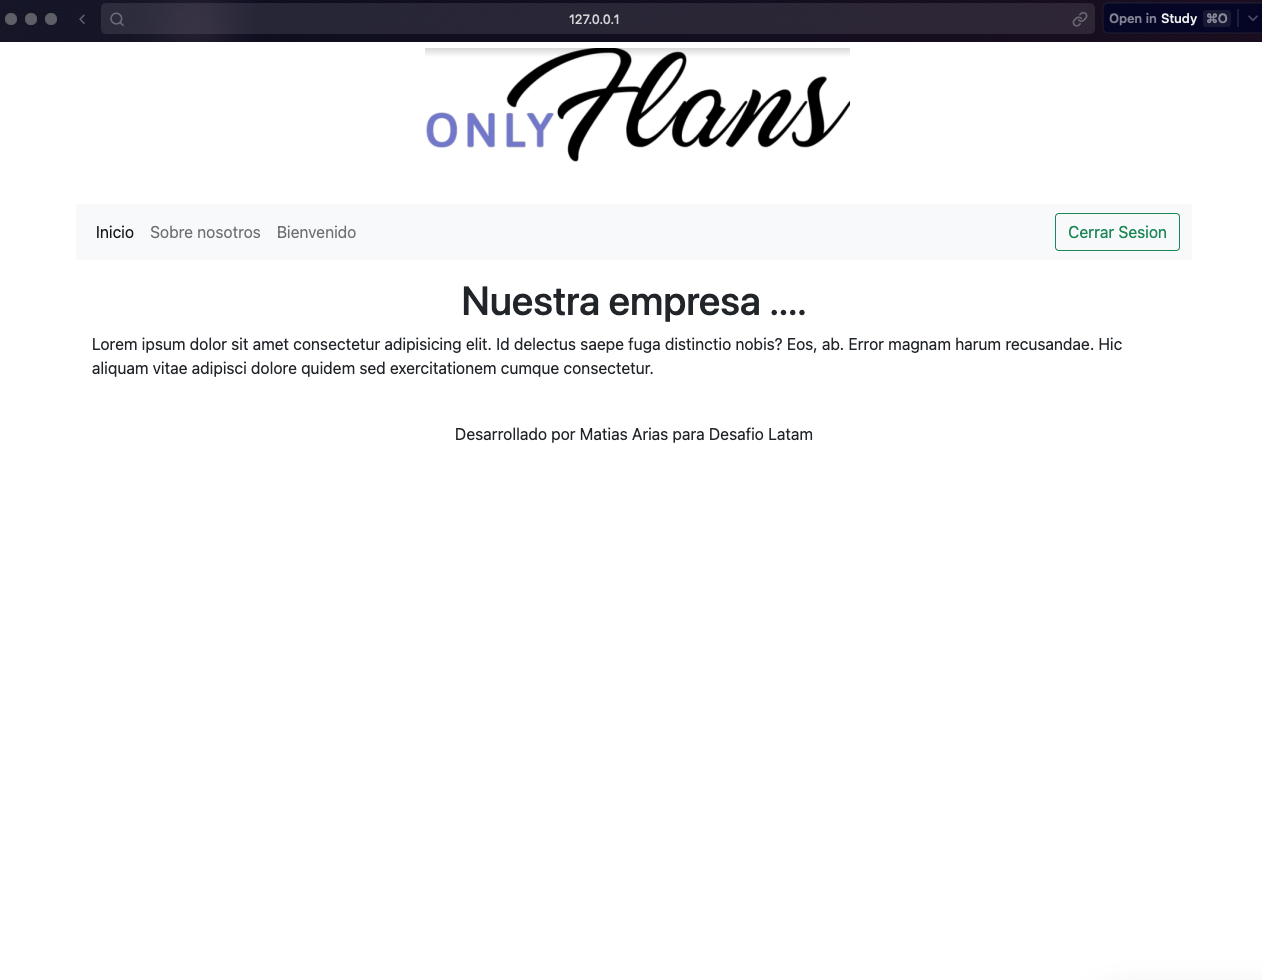 127.0.0.1
Open in Study ⌘O
ONLY Flans
Inicio Sobre nosotros Bienvenido Cerrar Sesion
Nuestra empresa ....
Lorem ipsum dolor sit amet consectetur adipisicing elit. Id delectus saepe fuga distinctio nobis? Eos, ab. Error magnam harum recusandae. Hic
aliquam vitae adipisci dolore quidem sed exercitationem cumque consectetur.
Desarrollado por Matias Arias para Desafio Latam